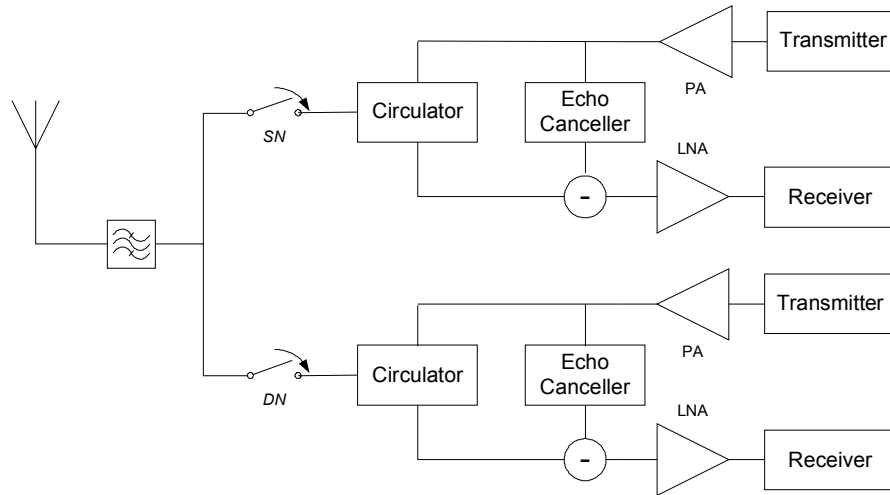 Transmitter
PA
Circulator
Echo
Canceller
SN
LNA
-
Receiver
Transmitter
PA
Circulator
Echo
Canceller
DN
LNA
-
Receiver